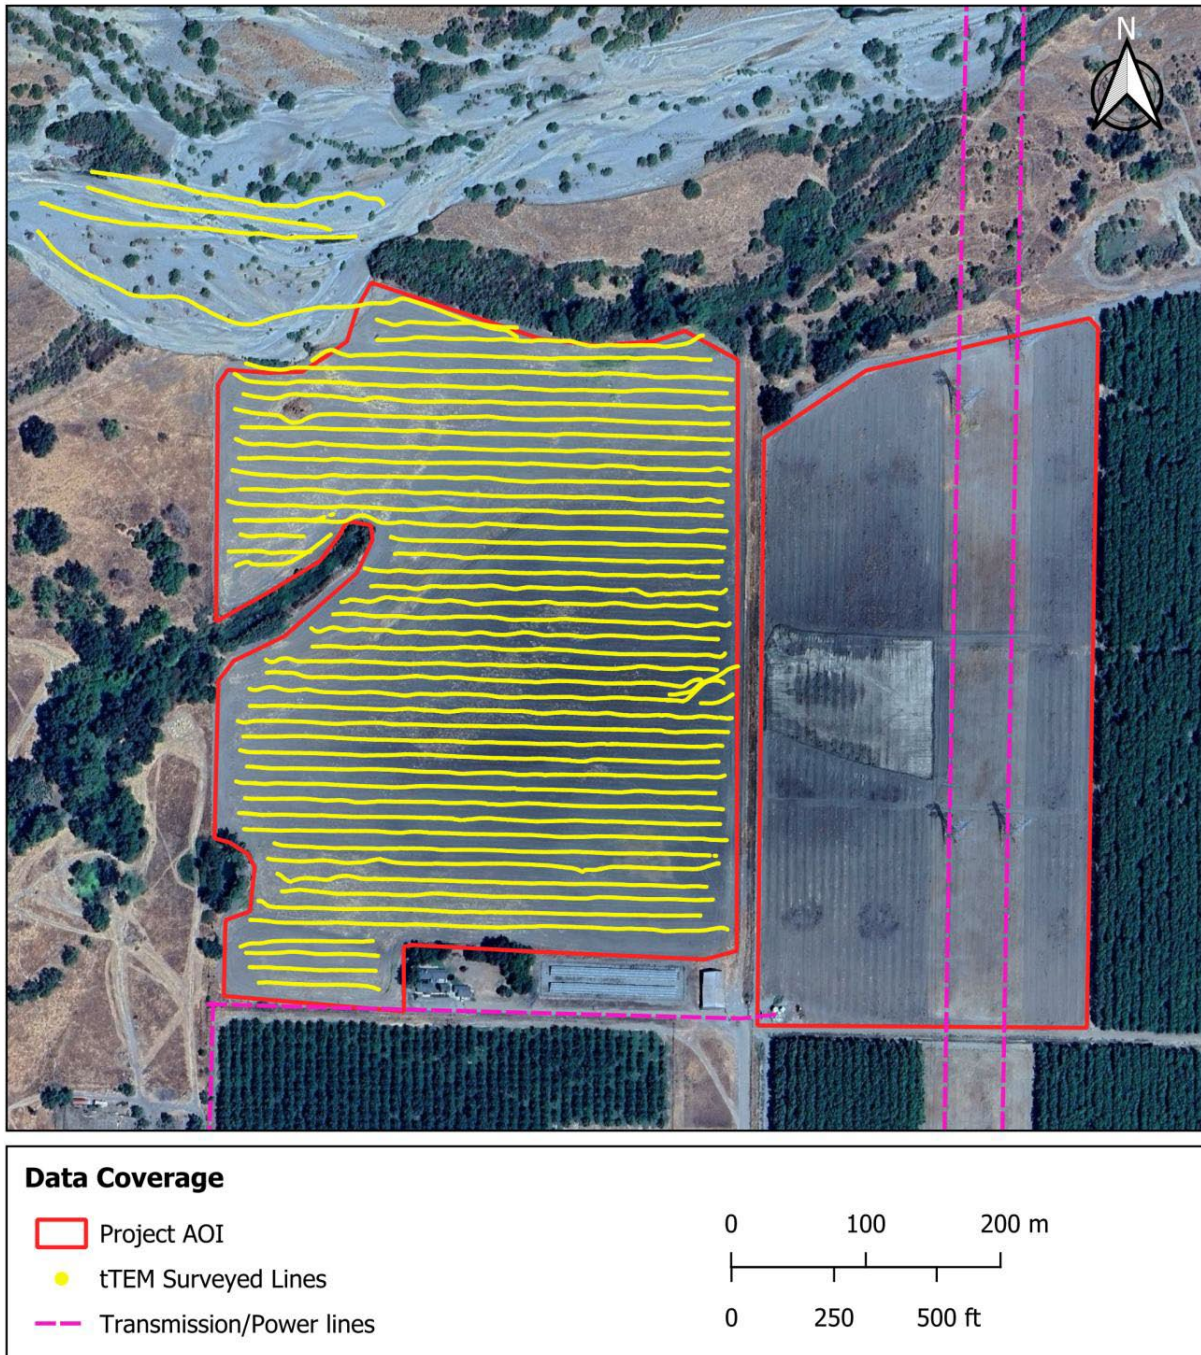 N
Data Coverage
Project AOI
tTEM Surveyed Lines
Transmission/Power lines
0 100 200 m
0 250 500 ft